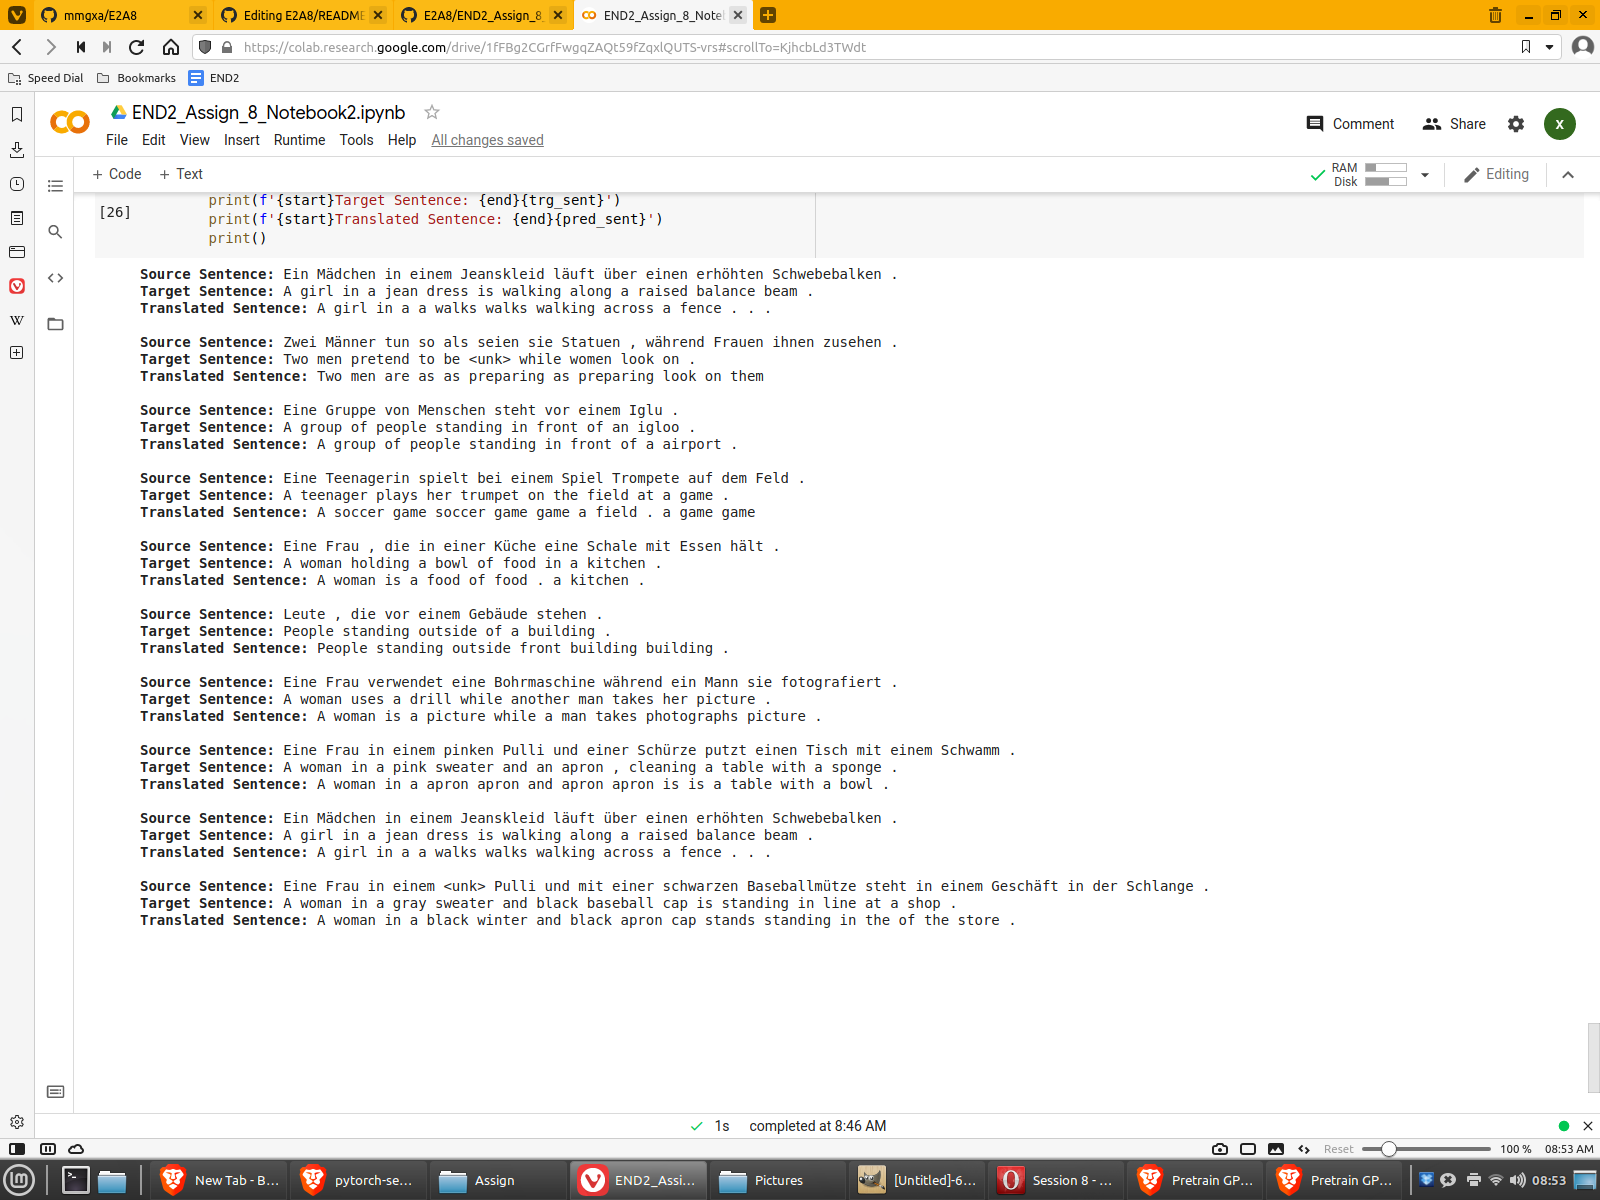 mmgxa/E2A8
Editing E2A8/README
E2A8/END2_Assign_8_
END2_Assign_8_Note
https://colab.research.google.com/drive/1fFBg2CGrfFwgqZAQt59fZqxlQUTS-vrs#scrollTo=KjhcbLd3TWdt
Speed Dial Bookmarks END2
END2_Assign_8_Notebook2.ipynb
File Edit View Insert Runtime Tools Help All changes saved
Comment Share X
+ Code + Text
RAM
Disk
Editing
[26]
print(f'{start}Target Sentence: {end}{trg_sent}')
print(f'{start}Translated Sentence: {end}{pred_sent}')
print()
Source Sentence: Ein Mädchen in einem Jeanskleid läuft über einen erhöhten Schwebebalken .
Target Sentence: A girl in a jean dress is walking along a raised balance beam .
Translated Sentence: A girl in a a walks walks walking across a fence . . .
Source Sentence: Zwei Männer tun so als seien sie Statuen , während Frauen ihnen zusehen .
Target Sentence: Two men pretend to be <unk> while women look on .
Translated Sentence: Two men are as as preparing as preparing look on them
Source Sentence: Eine Gruppe von Menschen steht vor einem Iglu .
Target Sentence: A group of people standing in front of an igloo .
Translated Sentence: A group of people standing in front of a airport .
Source Sentence: Eine Teenagerin spielt bei einem Spiel Trompete auf dem Feld .
Target Sentence: A teenager plays her trumpet on the field at a game .
Translated Sentence: A soccer game soccer game game a field . a game game
Source Sentence: Eine Frau , die in einer Küche eine Schale mit Essen hält .
Target Sentence: A woman holding a bowl of food in a kitchen .
Translated Sentence: A woman is a food of food . a kitchen .
Source Sentence: Leute , die vor einem Gebäude stehen .
Target Sentence: People standing outside of a building .
Translated Sentence: People standing outside front building building .
Source Sentence: Eine Frau verwendet eine Bohrmaschine während ein Mann sie fotografiert .
Target Sentence: A woman uses a drill while another man takes her picture .
Translated Sentence: A woman is a picture while a man takes photographs picture .
Source Sentence: Eine Frau in einem pinken Pulli und einer Schürze putzt einen Tisch mit einem Schwamm .
Target Sentence: A woman in a pink sweater and an apron , cleaning a table with a sponge .
Translated Sentence: A woman in a apron apron and apron apron is is a table with a bowl .
Source Sentence: Ein Mädchen in einem Jeanskleid läuft über einen erhöhten Schwebebalken .
Target Sentence: A girl in a jean dress is walking along a raised balance beam .
Translated Sentence: A girl in a a walks walks walking across a fence . . .
Source Sentence: Eine Frau in einem <unk> Pulli und mit einer schwarzen Baseballmütze steht in einem Geschäft in der Schlange .
Target Sentence: A woman in a gray sweater and black baseball cap is standing in line at a shop .
Translated Sentence: A woman in a black winter and black apron cap stands standing in the of the store .
1s completed at 8:46 AM
Reset 100 % 08:53 AM
New Tab - B... pytorch-se... Assign END2_Assi... Pictures [Untitled]-6... Session 8 - ... Pretrain GP... Pretrain GP... 08:53